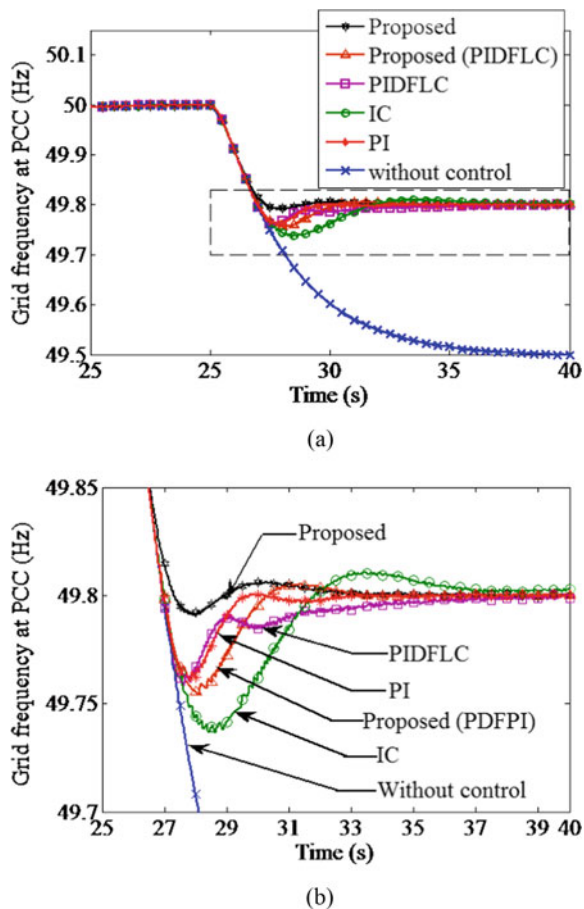 Grid frequency at PCC (Hz)
50.1
50
49.9
49.8
49.7
49.6
49.5
Proposed
Proposed (PIDFLC)
PIDFLC
IC
PI
without control
25 25 30 35 40
Time (s)
(a)
Grid frequency at PCC (Hz)
49.85
49.8
49.75
49.7
Proposed
PIDFLC
PI
Proposed (PDFPI)
IC
Without control
25 27 29 31 33 35 37 39 40
Time (s)
(b)